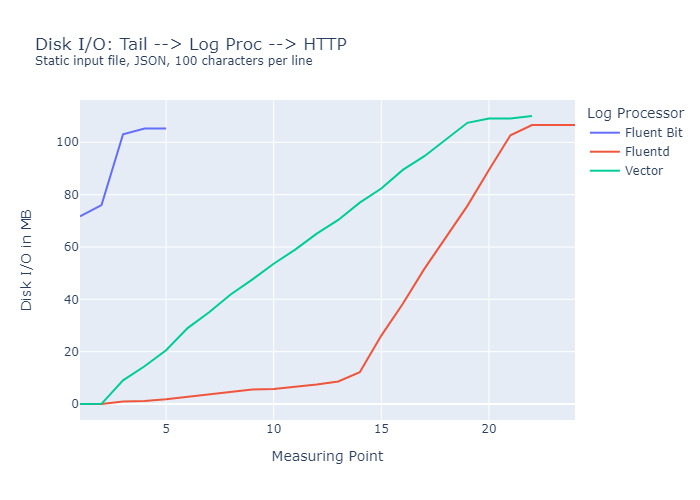 Disk I/O: Tail --> Log Proc --> HTTP
Static input file, JSON, 100 characters per line
Log Processor
Fluent Bit
Fluentd
Vector
Disk I/O in MB
100
80
60
40
20
0
5
10
15
20
Measuring Point